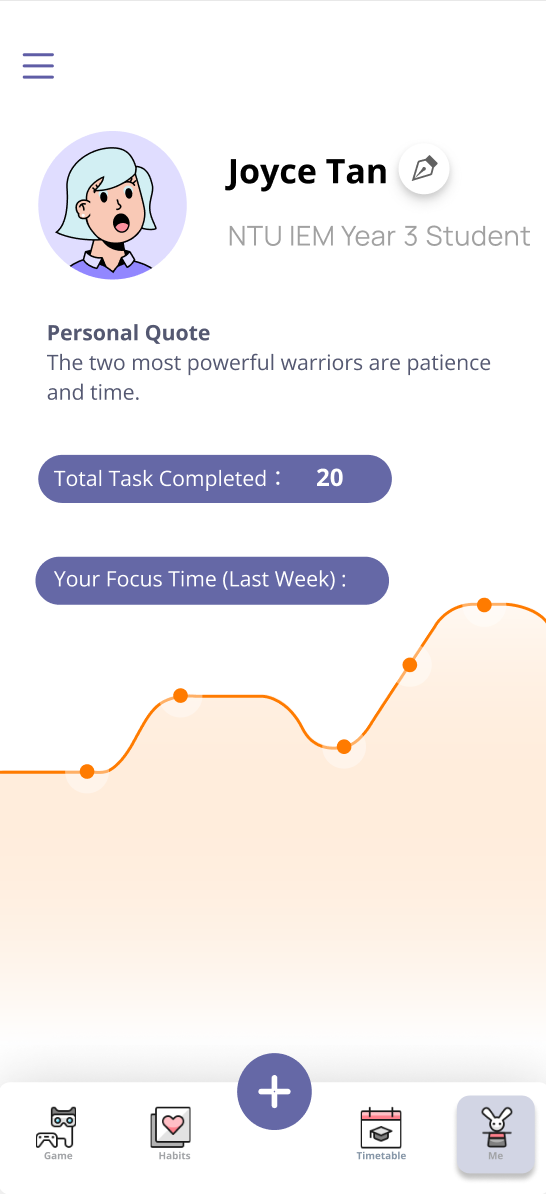 Joyce Tan
NTU IEM Year 3 Student
Personal Quote
The two most powerful warriors are patience
and time.
Total Task Completed : 20
Your Focus Time (Last Week) :
Game
Habits
Timetable
Me